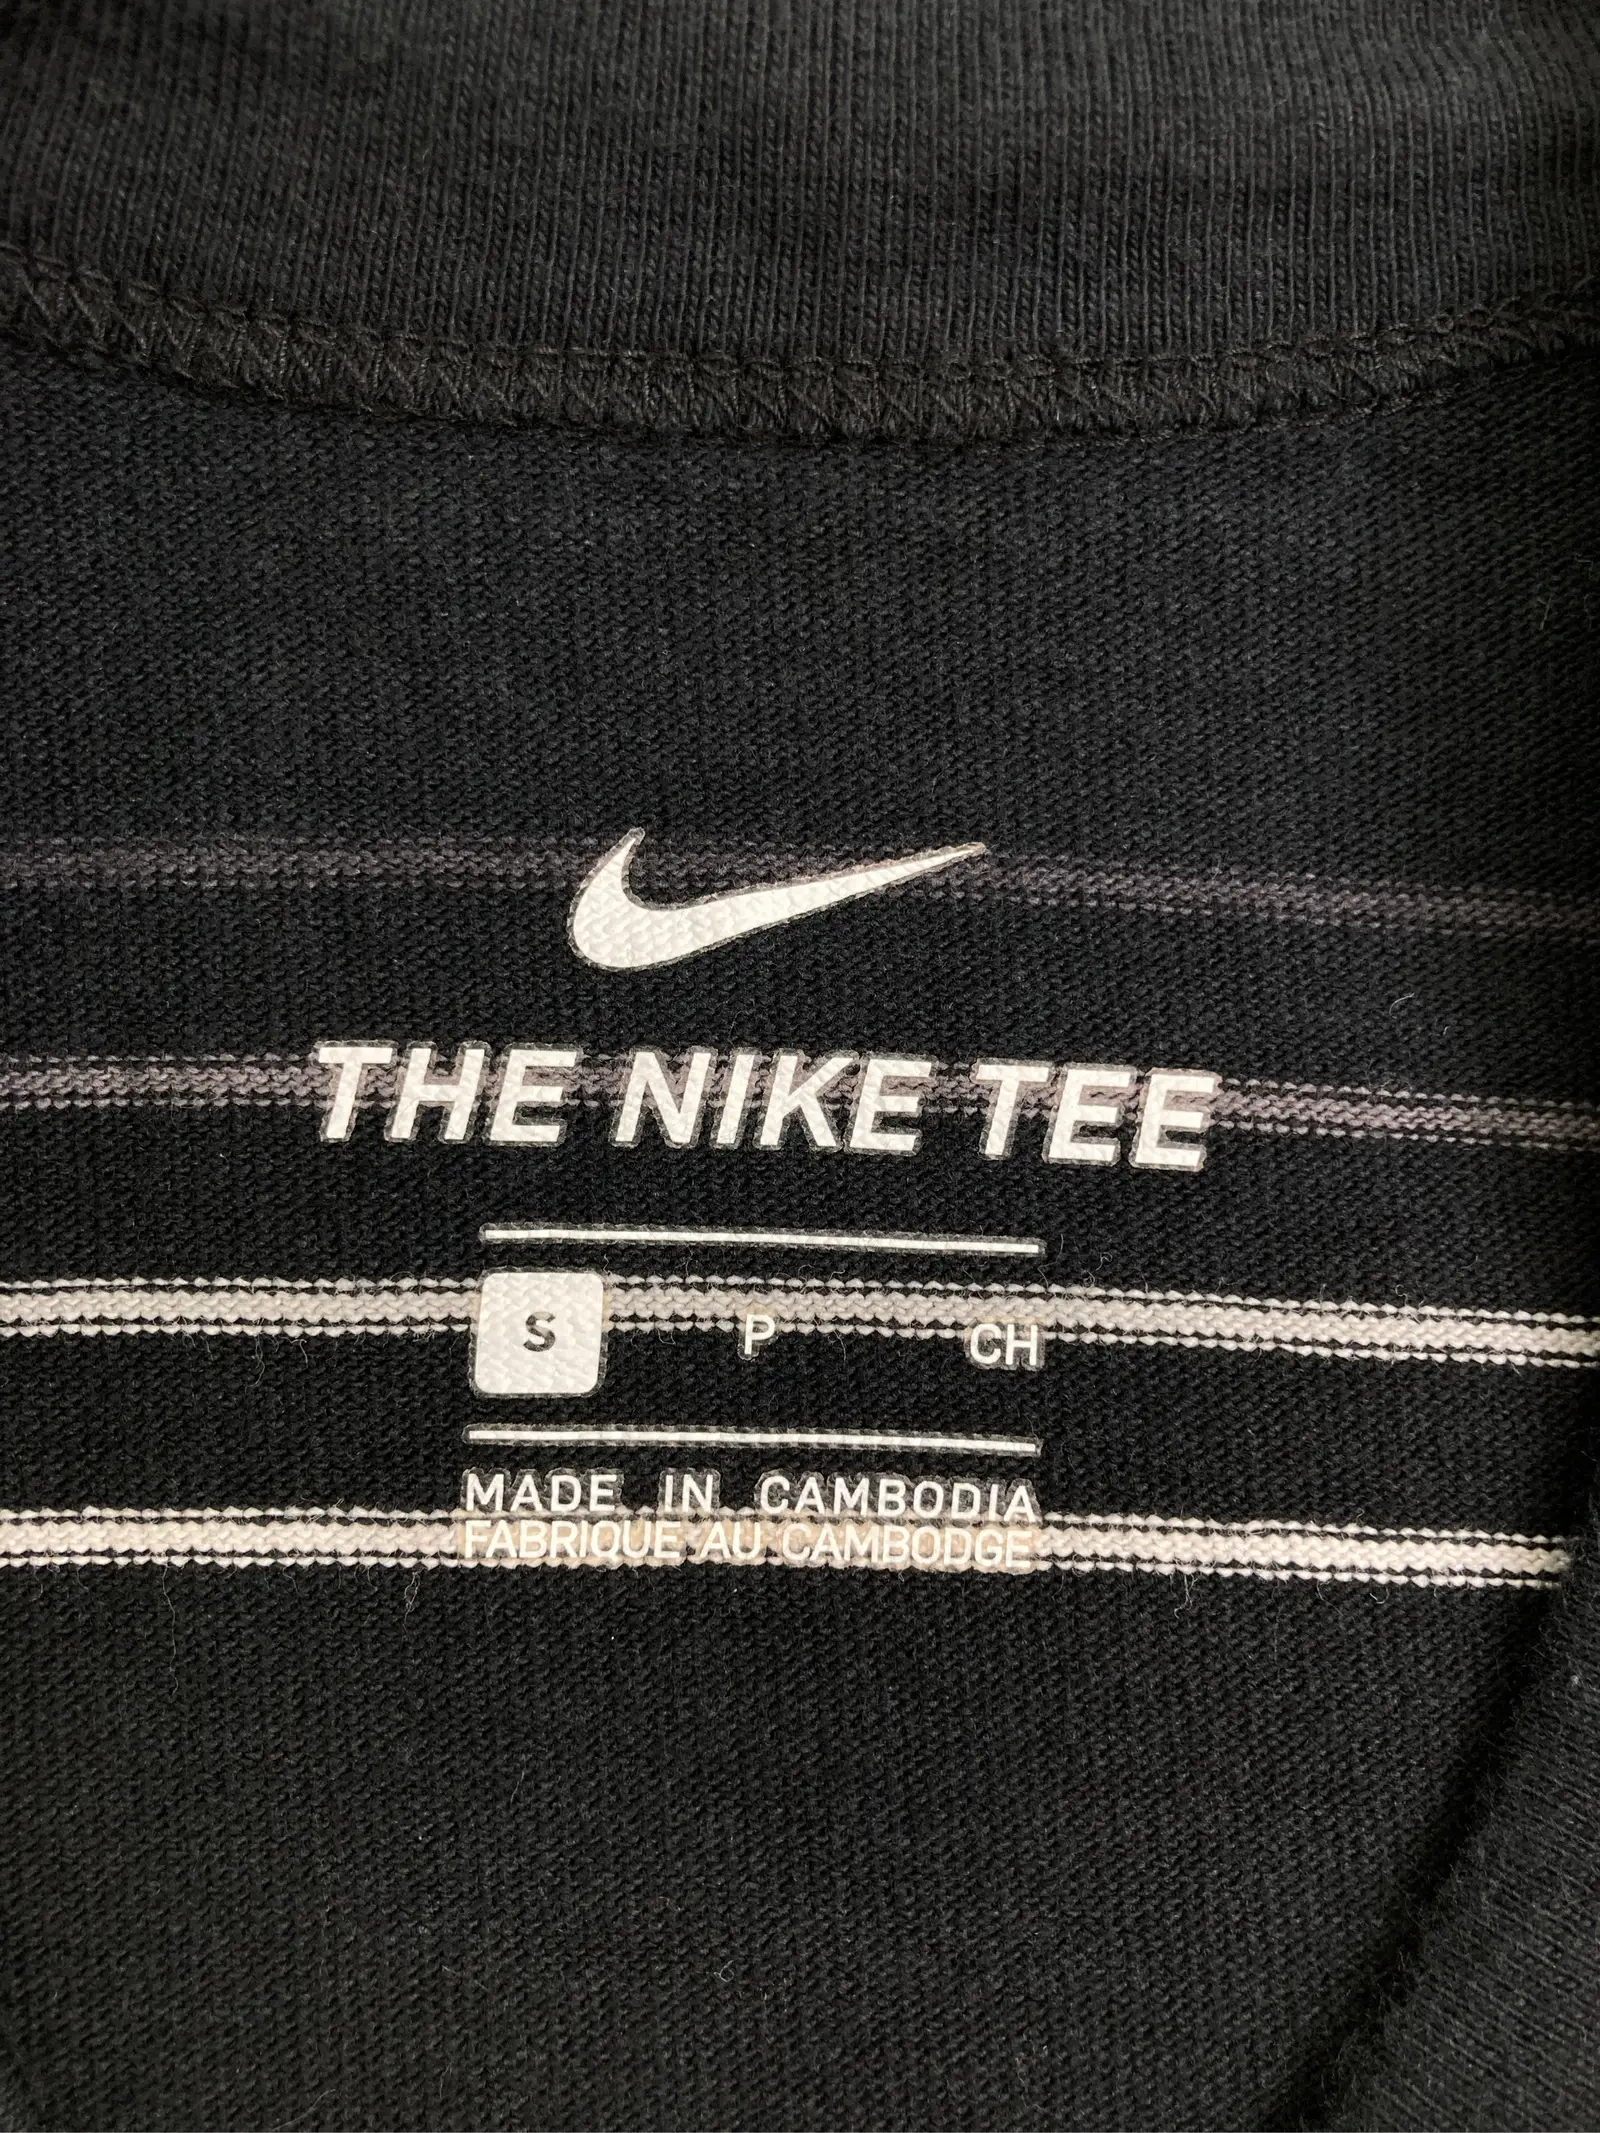 THE NIKE TEE
S P CH
MADE IN CAMBODIA
FABRIQUE AU CAMBODGE